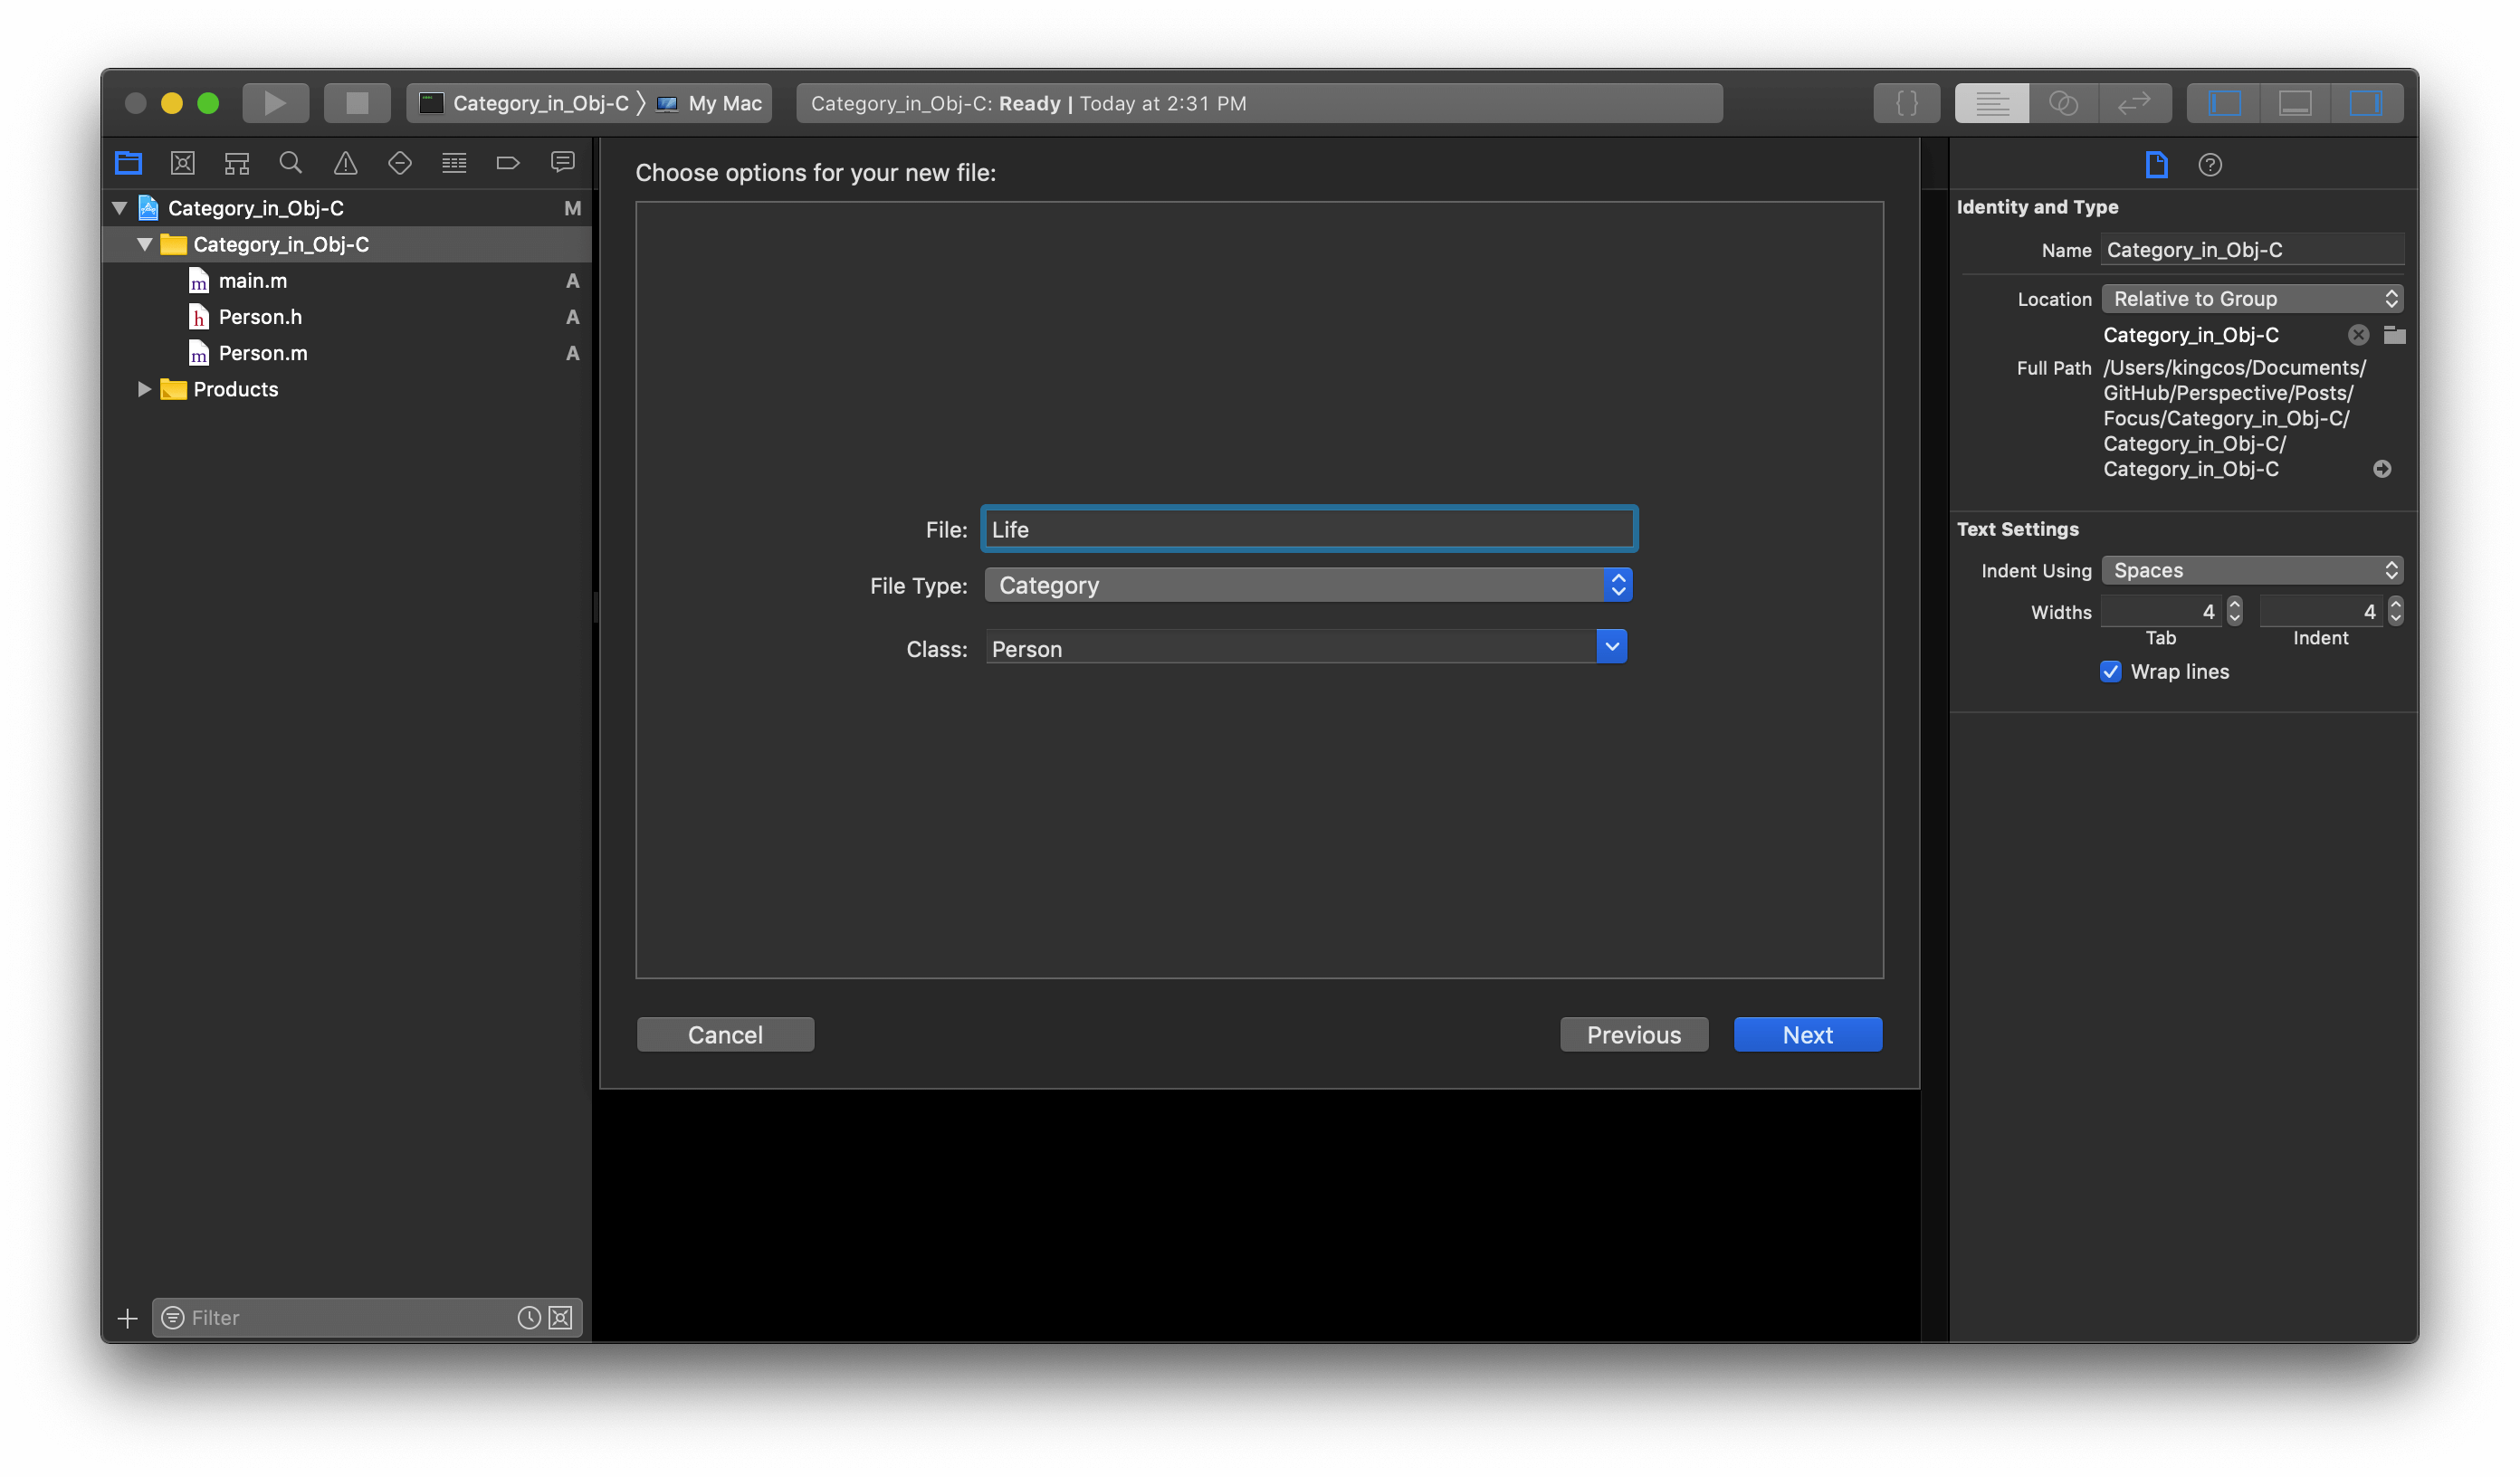 Category_in_Obj-C
My Mac
Category_in_Obj-C: Ready | Today at 2:31 PM
Category_in_Obj-C M
Category_in_Obj-C
m main.m A
h Person.h A
m Person.m A
Products
Filter
Choose options for your new file:
File: Life
File Type: Category
Class: Person
Cancel
Previous
Next
Identity and Type
Name Category_in_Obj-C
Location Relative to Group
Category_in_Obj-C
Full Path /Users/kingcos/Documents/
GitHub/Perspective/Posts/
Focus/Category_in_Obj-C/
Category_in_Obj-C/
Category_in_Obj-C
Text Settings
Indent Using Spaces
Widths 4 4
Tab Indent
Wrap lines